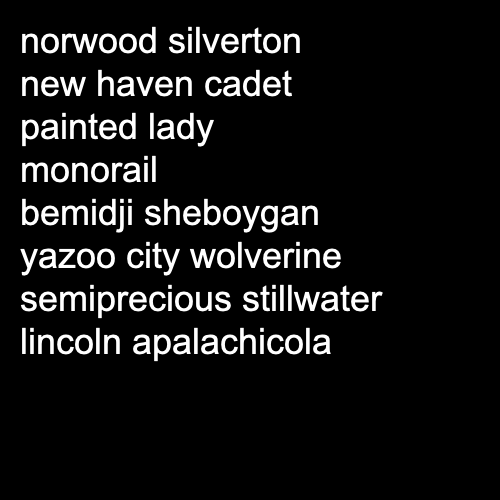 norwood silverton
new haven cadet
painted lady
monorail
bemidji sheboygan
yazoo city wolverine
semiprecious stillwater
lincoln apalachicola